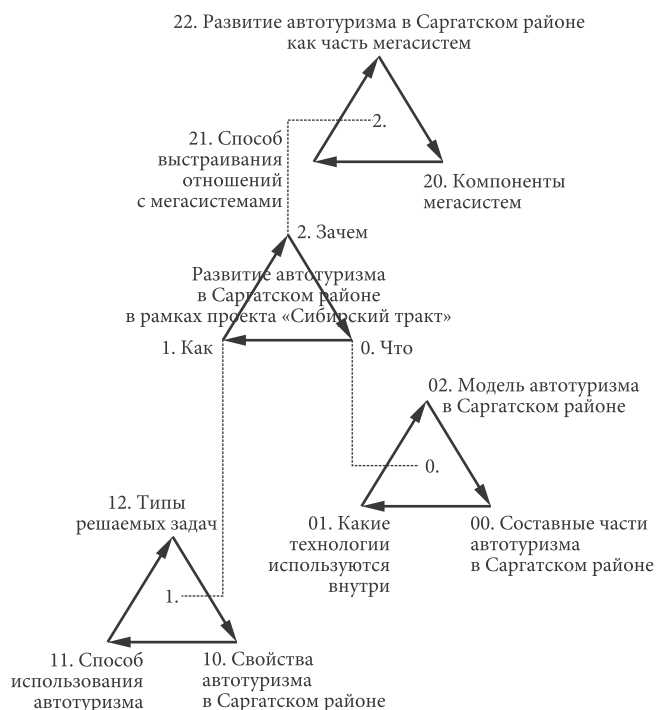 22. Развитие автотуризма в Саргатском районе
как часть мегасистем
2.
21. Способ
выстраивания
отношений
с мегасистемами
20. Компоненты
мегасистем
2. Зачем
Развитие автотуризма
в Саргатском районе
в рамках проекта «Сибирский тракт»
1. Как
0. Что
02. Модель автотуризма
в Саргатском районе
0.
01. Какие
технологии
используются
внутри
00. Составные части
автотуризма
в Саргатском районе
12. Типы
решаемых задач
1.
11. Способ
использования
автотуризма
10. Свойства
автотуризма
в Саргатском районе